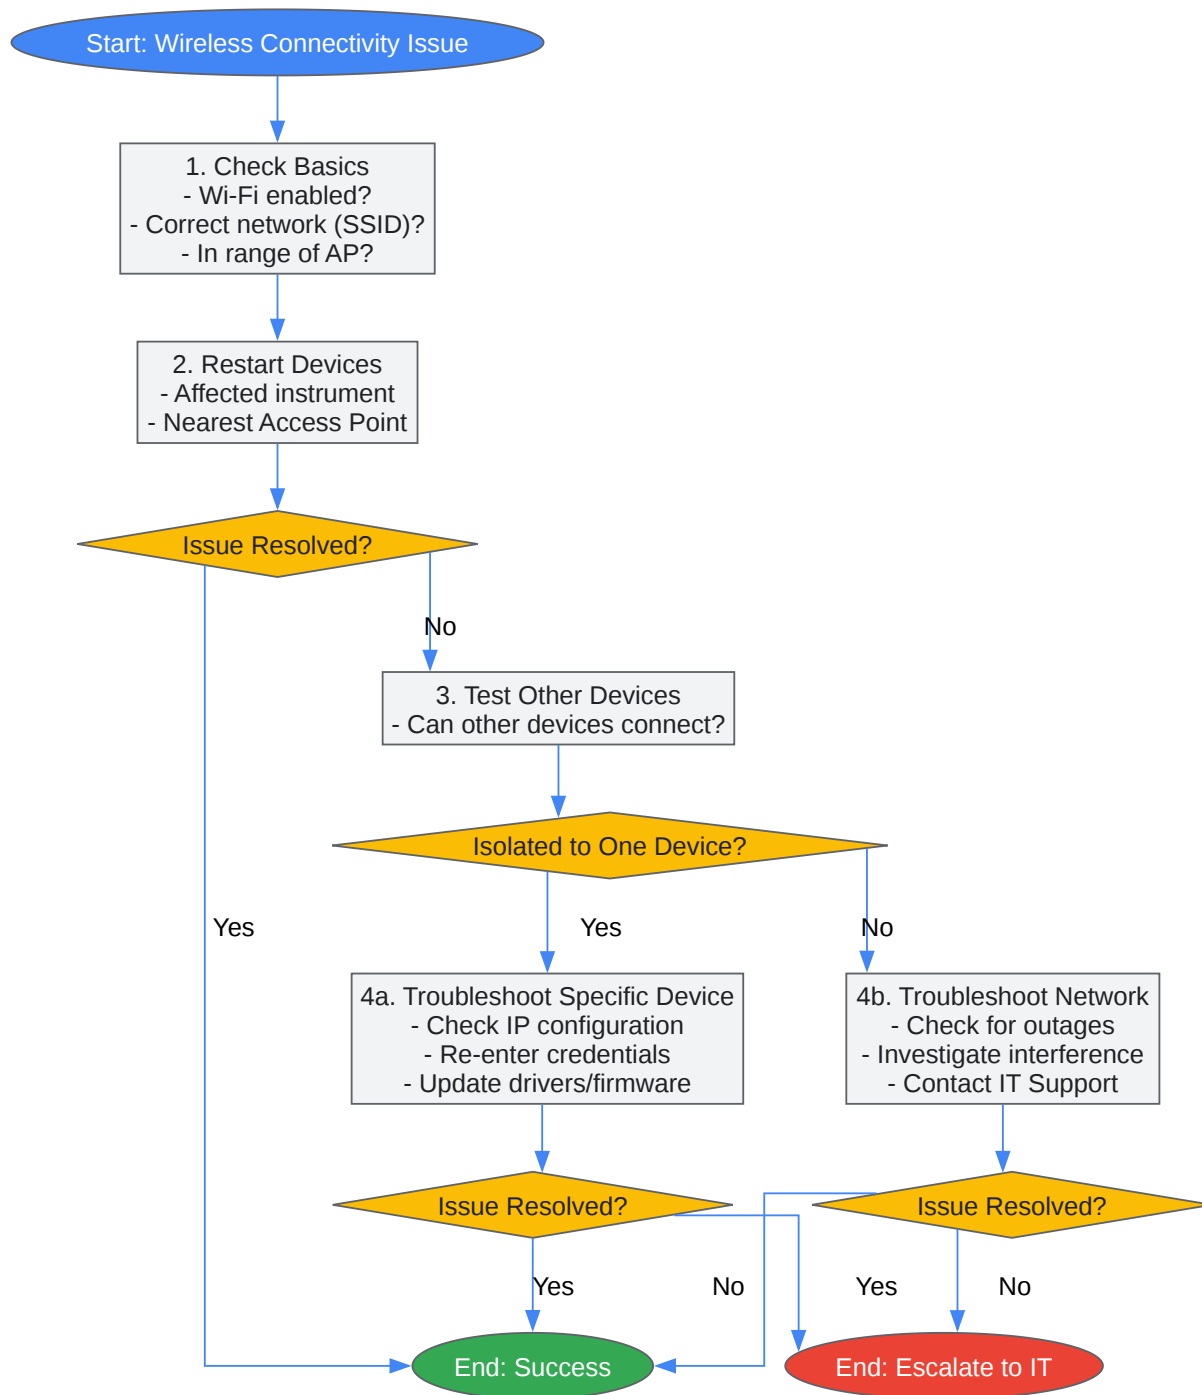 Start: Wireless Connectivity Issue
1. Check Basics
- Wi-Fi enabled?
- Correct network (SSID)?
- In range of AP?
2. Restart Devices
- Affected instrument
- Nearest Access Point
Issue Resolved?
No
3. Test Other Devices
- Can other devices connect?
Isolated to One Device?
Yes
Yes
No
4a. Troubleshoot Specific Device
- Check IP configuration
- Re-enter credentials
- Update drivers/firmware
4b. Troubleshoot Network
- Check for outages
- Investigate interference
- Contact IT Support
Issue Resolved?
Issue Resolved?
Yes
No
Yes
No
End: Success
End: Escalate to IT